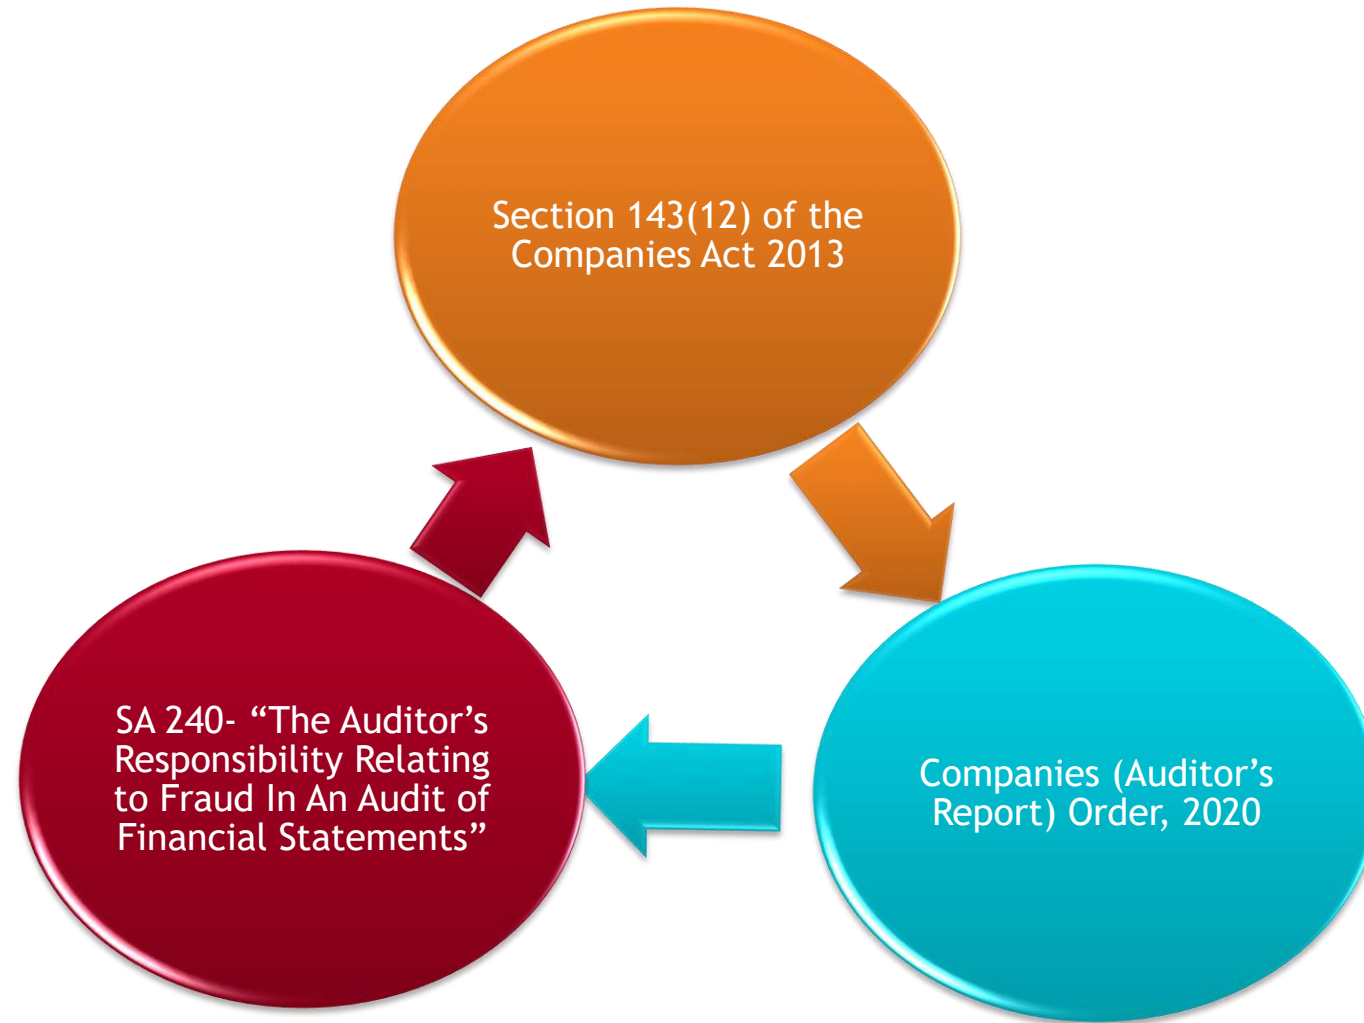 Section 143(12) of the
Companies Act 2013
SA 240- “The Auditor’s
Responsibility Relating
to Fraud In An Audit of
Financial Statements”
Companies (Auditor’s
Report) Order, 2020